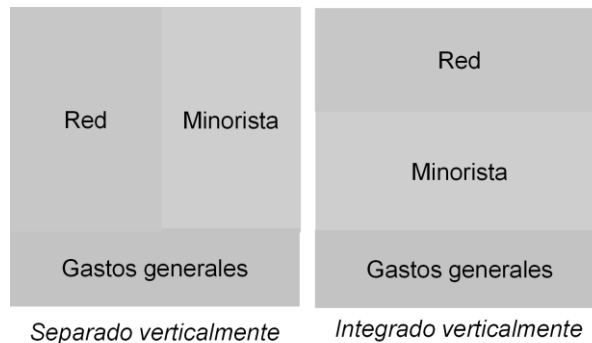 Red
Minorista
Gastos generales
Separado verticalmente
Red
Minorista
Gastos generales
Integrado verticalmente